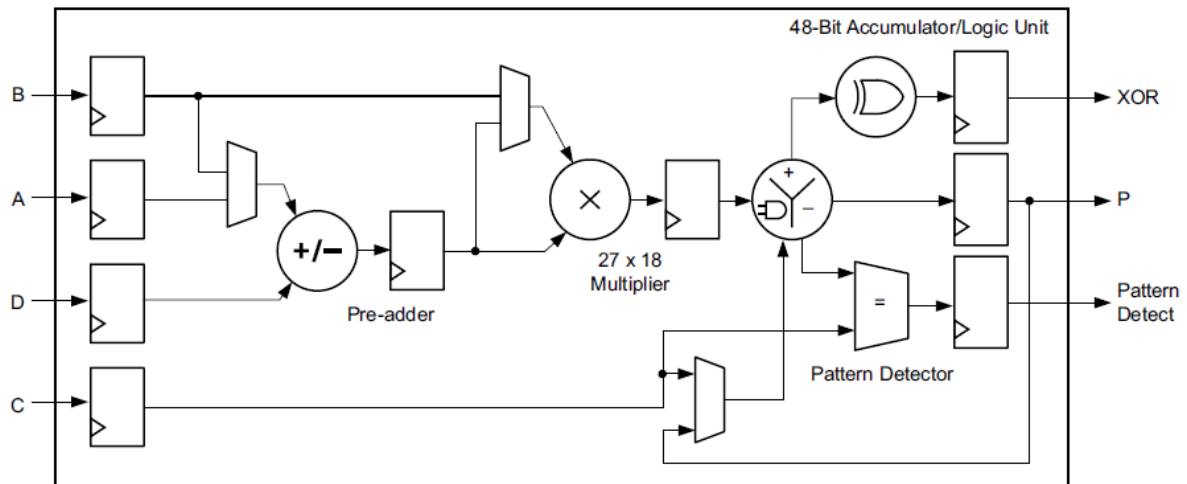 48-Bit Accumulator/Logic Unit
B
XOR
A
+
–
P
×
+/–
27 x 18
Multiplier
D
Pre-adder
=
Pattern
Detect
Pattern Detector
C